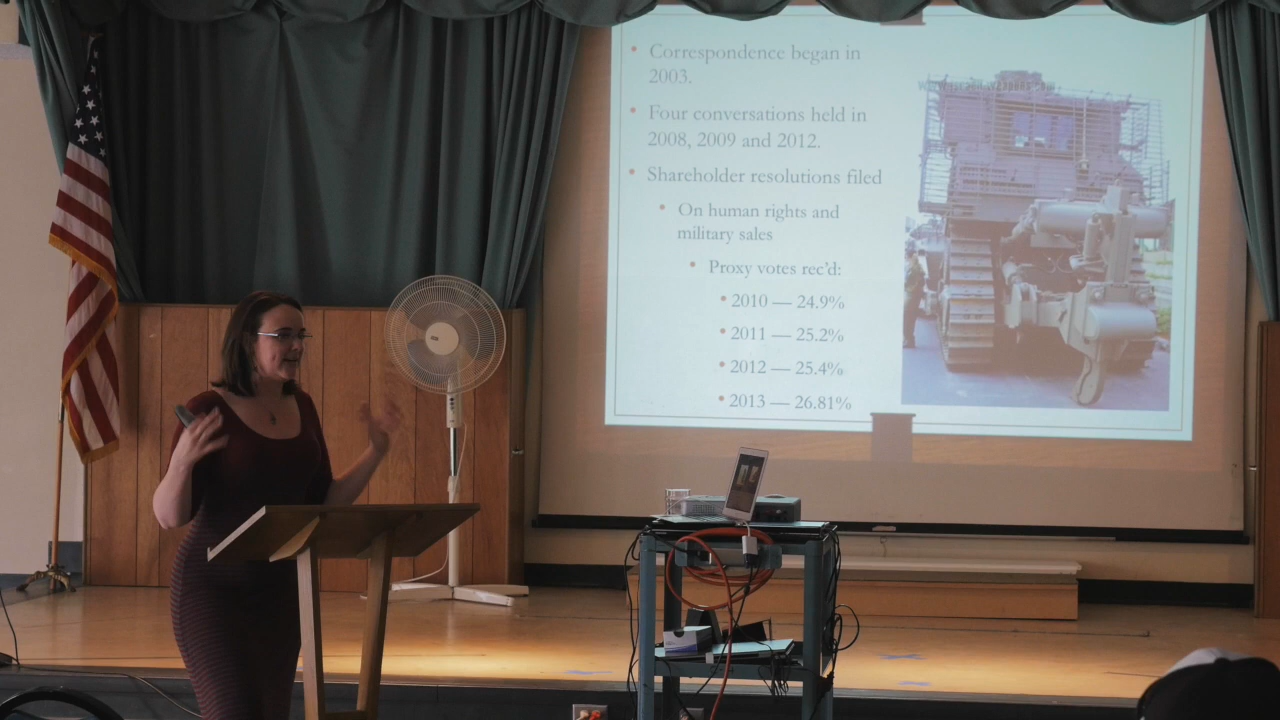 • Correspondence began in
2003.
• Four conversations held in
2008, 2009 and 2012.
• Shareholder resolutions filed
• On human rights and
military sales
• Proxy votes rec'd:
• 2010 — 24.9%
• 2011 — 25.2%
• 2012 — 25.4%
• 2013 — 26.81%